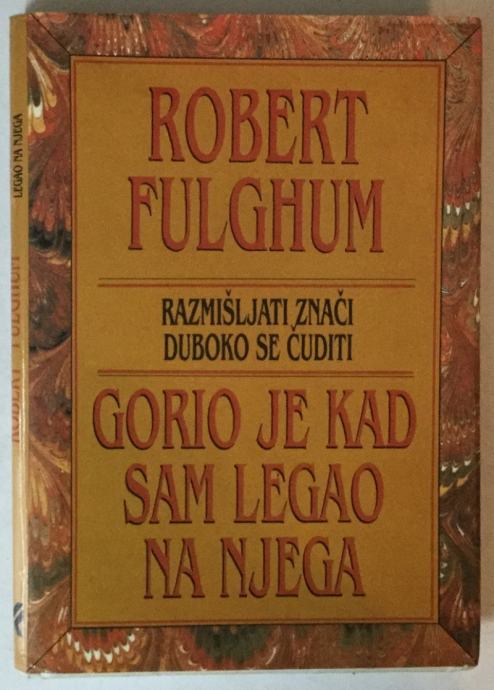 ROBERT
FULGHUM
RAZMIŠLJATI ZNAČI
DUBOKO SE ČUDITI
GORIO JE KAD
SAM LEGAO
NA NJEGA
LEGAO NA NJEGA
ROBERT FULGHUM